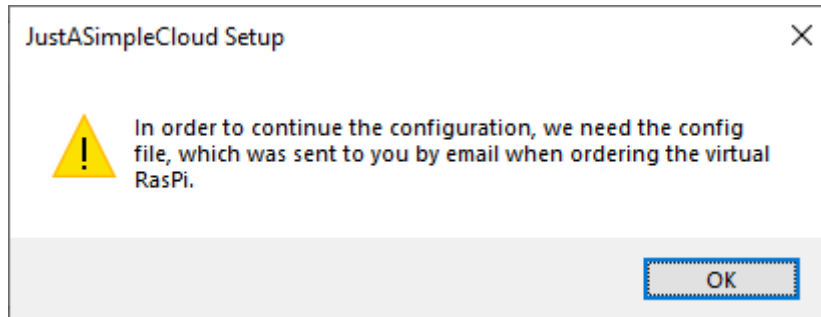 JustASimpleCloud Setup
In order to continue the configuration, we need the config
file, which was sent to you by email when ordering the virtual
RasPi.
OK